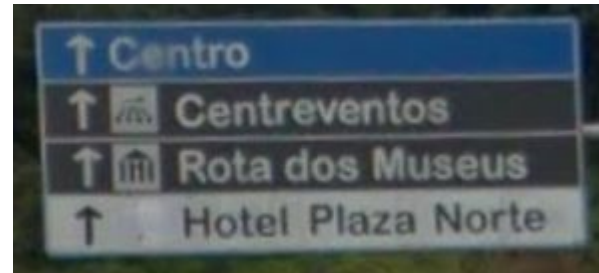 ↑ Centro
↑ Centreventos
↑ Rota dos Museus
↑ Hotel Plaza Norte